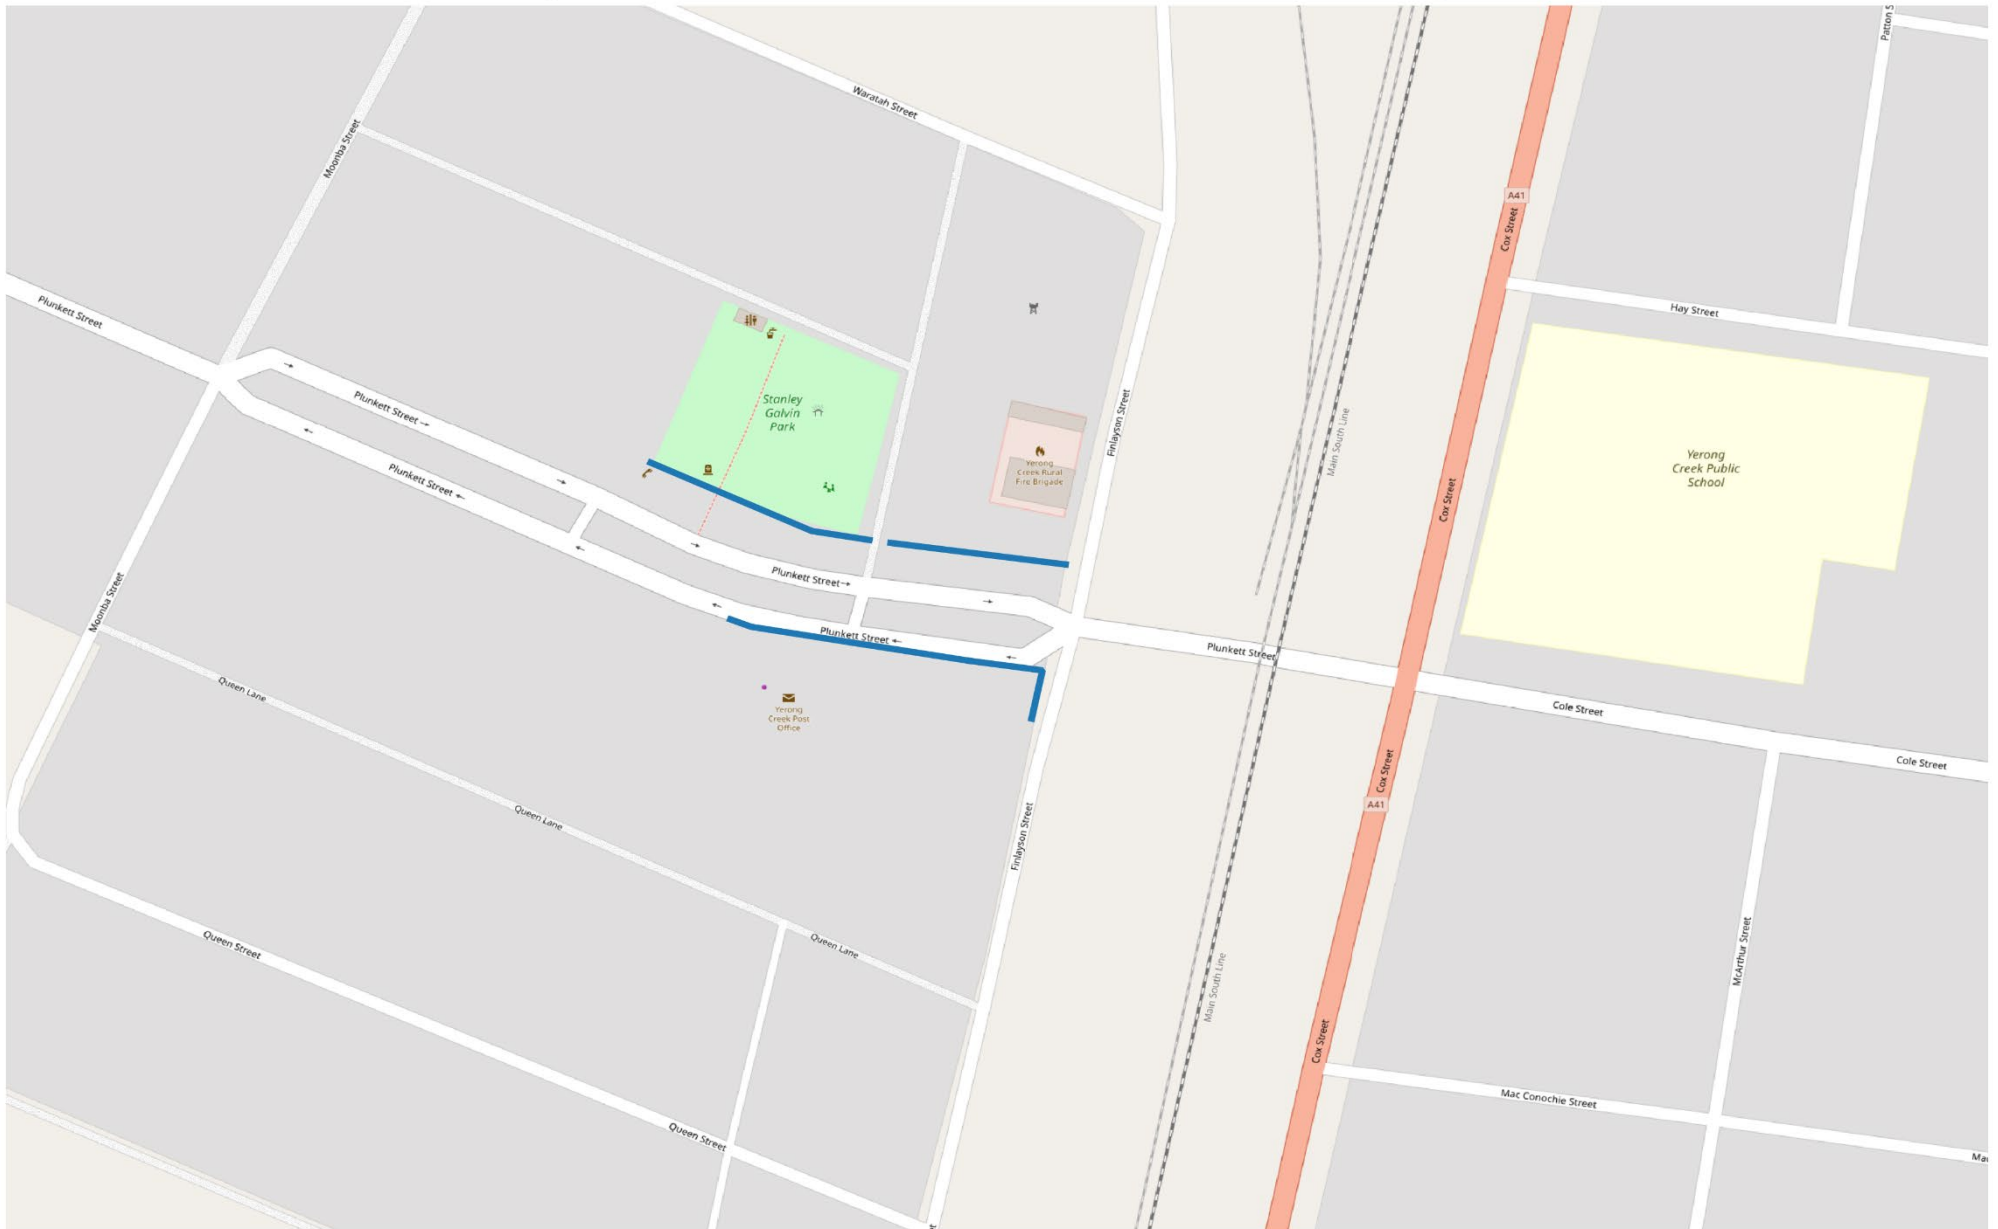 Patton S
Waratah Street
Moonba Street
A41
Cox Street
Hay Street
Plunkett Street
Stanley
Galvin
Park
Plunkett Street →
Finlayson Street
Main South Line
Yerong
Creek Rural
Fire Brigade
Yerong
Creek Public
School
Plunkett Street ←
Cox Street
Plunkett Street→
Moonba Street
Plunkett Street ←
Plunkett Street
Queen Lane
Yerong
Creek Post
Office
Cole Street
Cox Street
Cole Street
A41
Queen Lane
Finlayson Street
Queen Street
Queen Lane
McArthur Street
Main South Line
Cox Street
Mac Conochie Street
Queen Street
Mac